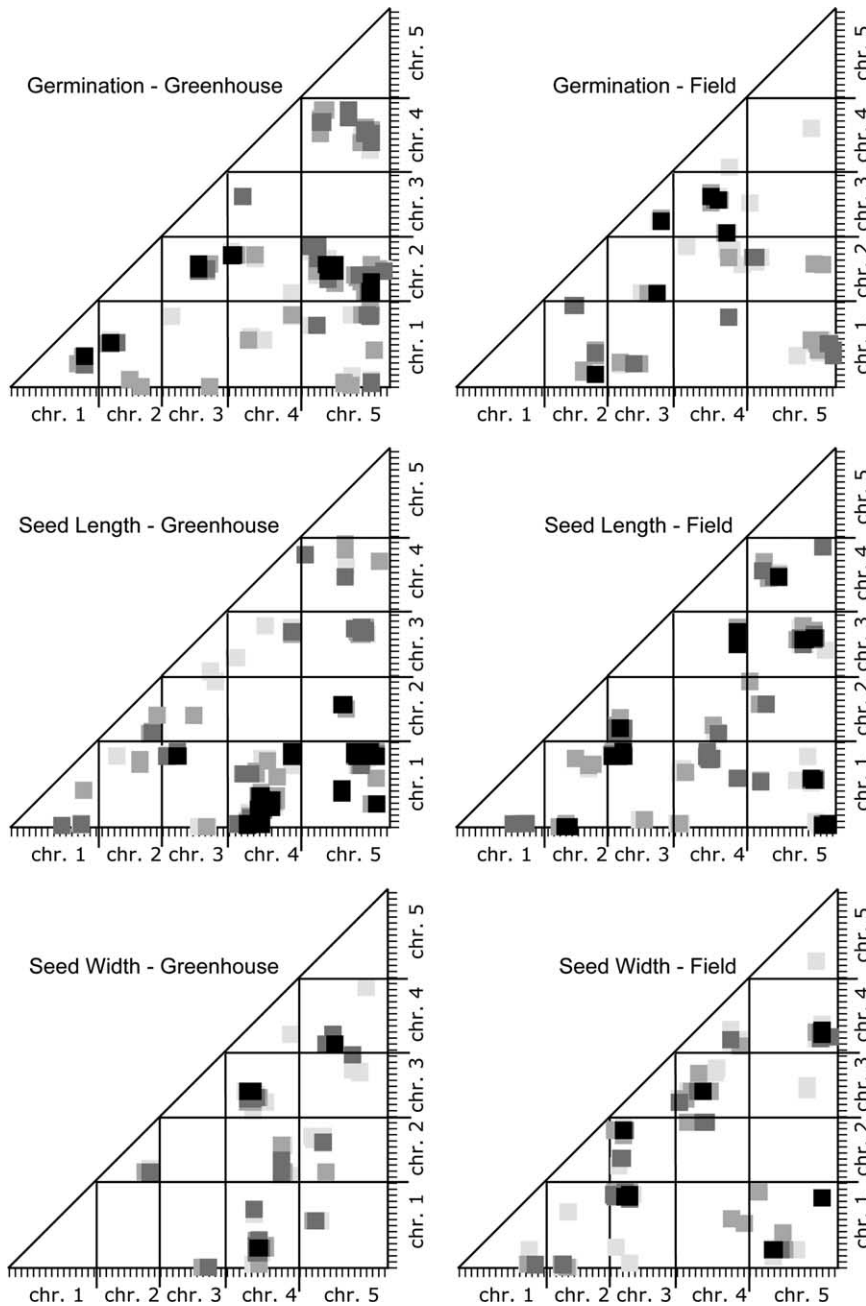 Germination - Greenhouse
chr. 5
chr. 4
chr. 3
chr. 2
chr. 1
chr. 1 chr. 2 chr. 3 chr. 4 chr. 5
Germination - Field
chr. 5
chr. 4
chr. 3
chr. 2
chr. 1
chr. 1 chr. 2 chr. 3 chr. 4 chr. 5
Seed Length - Greenhouse
chr. 5
chr. 4
chr. 3
chr. 2
chr. 1
chr. 1 chr. 2 chr. 3 chr. 4 chr. 5
Seed Length - Field
chr. 5
chr. 4
chr. 3
chr. 2
chr. 1
chr. 1 chr. 2 chr. 3 chr. 4 chr. 5
Seed Width - Greenhouse
chr. 5
chr. 4
chr. 3
chr. 2
chr. 1
chr. 1 chr. 2 chr. 3 chr. 4 chr. 5
Seed Width - Field
chr. 5
chr. 4
chr. 3
chr. 2
chr. 1
chr. 1 chr. 2 chr. 3 chr. 4 chr. 5